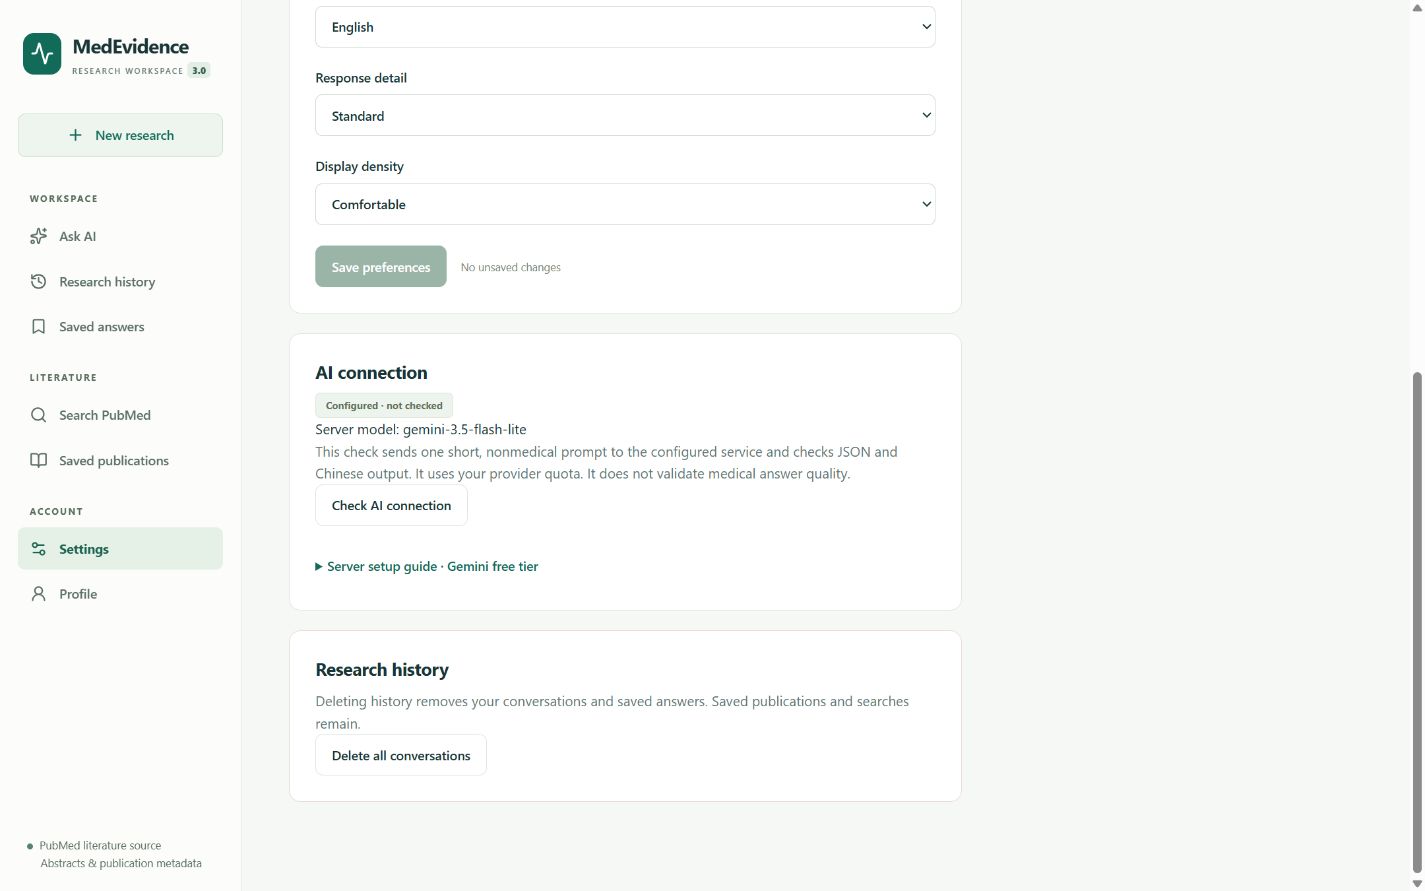 MedEvidence
RESEARCH WORKSPACE 3.0
New research
WORKSPACE
Ask AI
Research history
Saved answers
LITERATURE
Search PubMed
Saved publications
ACCOUNT
Settings
Profile
PubMed literature source
Abstracts & publication metadata
English
Response detail
Standard
Display density
Comfortable
Save preferences No unsaved changes
AI connection
Configured · not checked
Server model: gemini-3.5-flash-lite
This check sends one short, nonmedical prompt to the configured service and checks JSON and
Chinese output. It uses your provider quota. It does not validate medical answer quality.
Check AI connection
Server setup guide · Gemini free tier
Research history
Deleting history removes your conversations and saved answers. Saved publications and searches
remain.
Delete all conversations